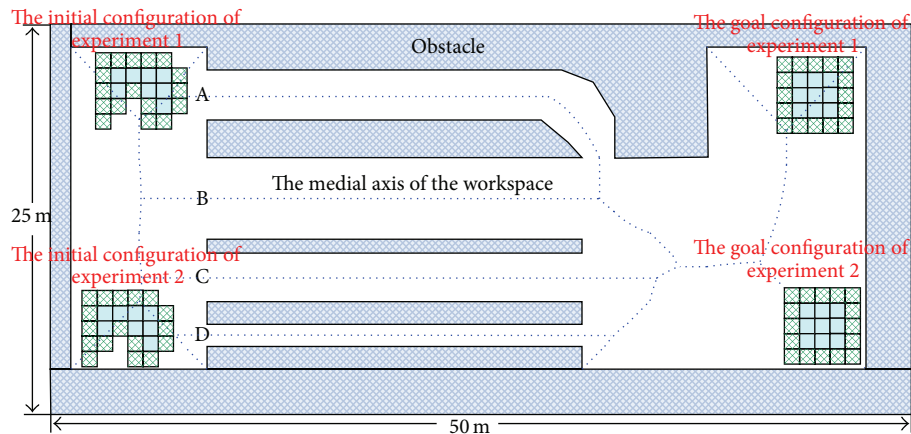 The initial configuration of
experiment 1
Obstacle
The goal configuration of
experiment 1
A
The medial axis of the workspace
B
25 m
The initial configuration of
experiment 2
C
The goal configuration of
experiment 2
D
50 m